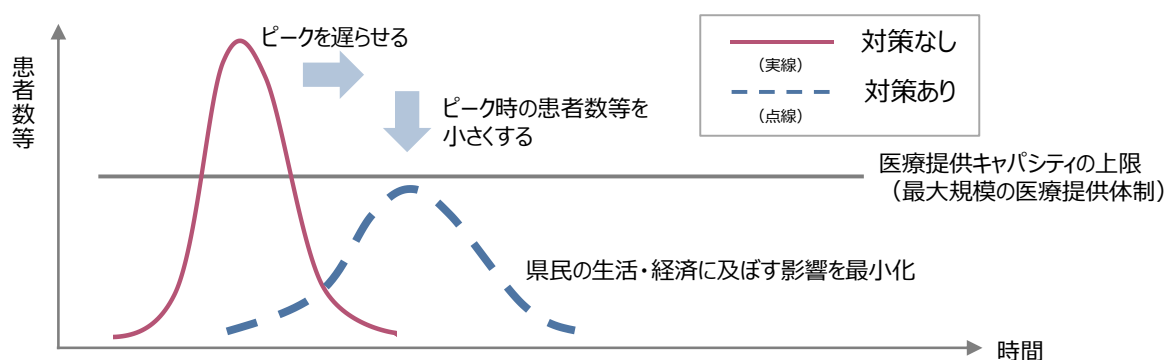 患者数等
ピークを遅らせる
ピーク時の患者数等を
小さくする
対策なし
(実線)
対策あり
(点線)
医療提供キャパシティの上限
(最大規模の医療提供体制)
県民の生活・経済に及ぼす影響を最小化
時間